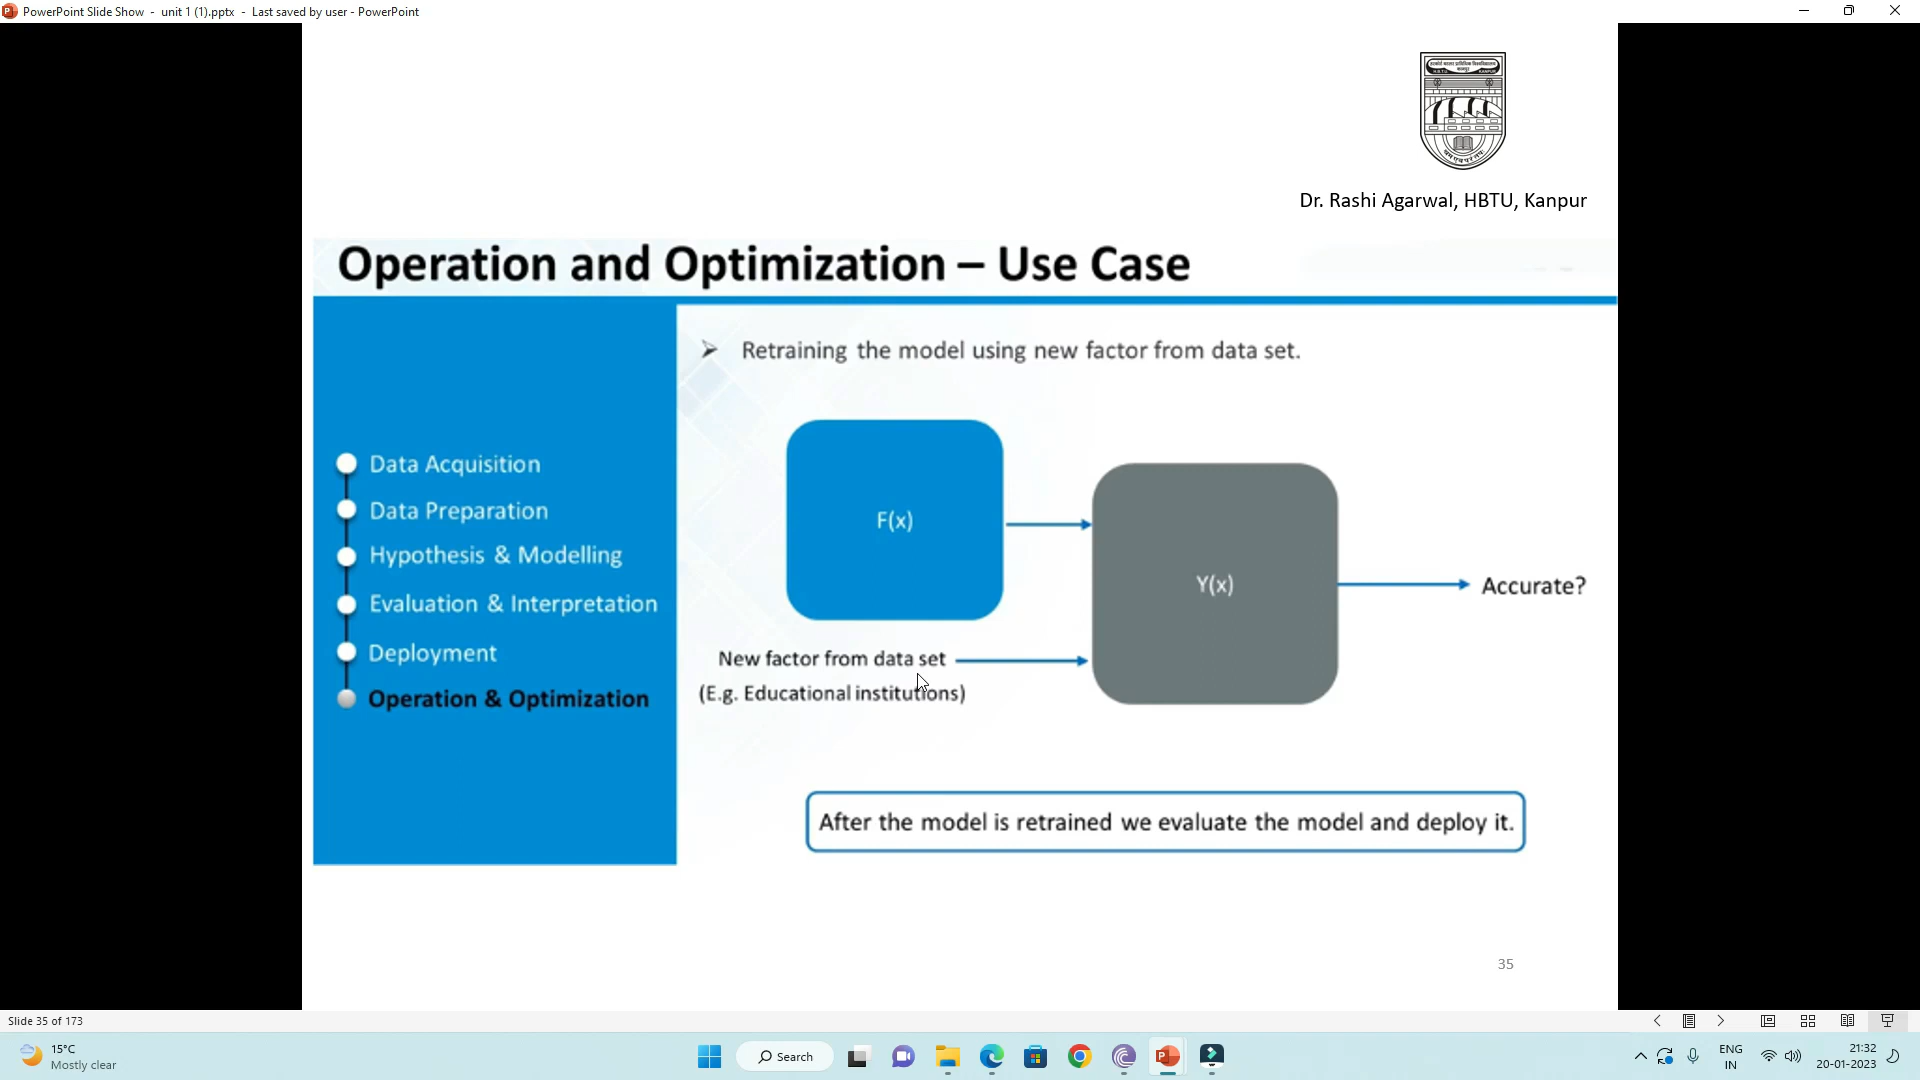 PowerPoint Slide Show - unit 1 (1).pptx - Last saved by user - PowerPoint
Dr. Rashi Agarwal, HBTU, Kanpur
Operation and Optimization – Use Case
Retraining the model using new factor from data set.
Data Acquisition
Data Preparation
Hypothesis & Modelling
Evaluation & Interpretation
Deployment
Operation & Optimization
F(x)
Y(x)
Accurate?
New factor from data set
(E.g. Educational institutions)
After the model is retrained we evaluate the model and deploy it.
35
Slide 35 of 173
15°C
Mostly clear
Search
ENG
IN
21:32
20-01-2023